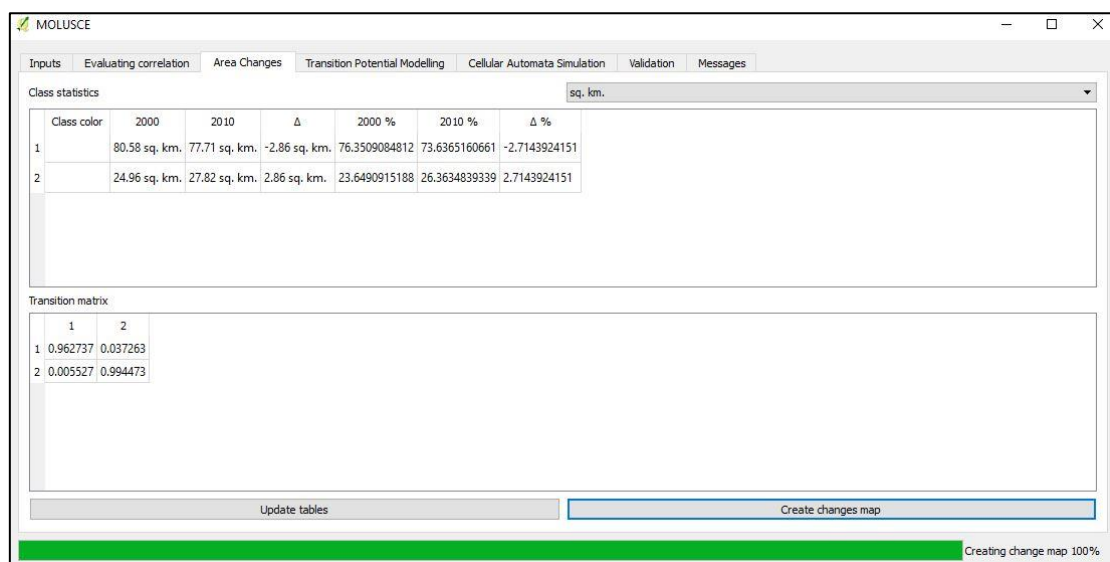 MOLUSCE
Inputs Evaluating correlation Area Changes Transition Potential Modelling Cellular Automata Simulation Validation Messages
Class statistics sq. km.
Class color 2000 2010 Δ 2000 % 2010 % Δ %
1 80.58 sq. km. 77.71 sq. km. -2.86 sq. km. 76.3509084812 73.6365160661 -2.7143924151
2 24.96 sq. km. 27.82 sq. km. 2.86 sq. km. 23.6490915188 26.3634839339 2.7143924151
Transition matrix
1 2
1 0.962737 0.037263
2 0.005527 0.994473
Update tables Create changes map
Creating change map 100%